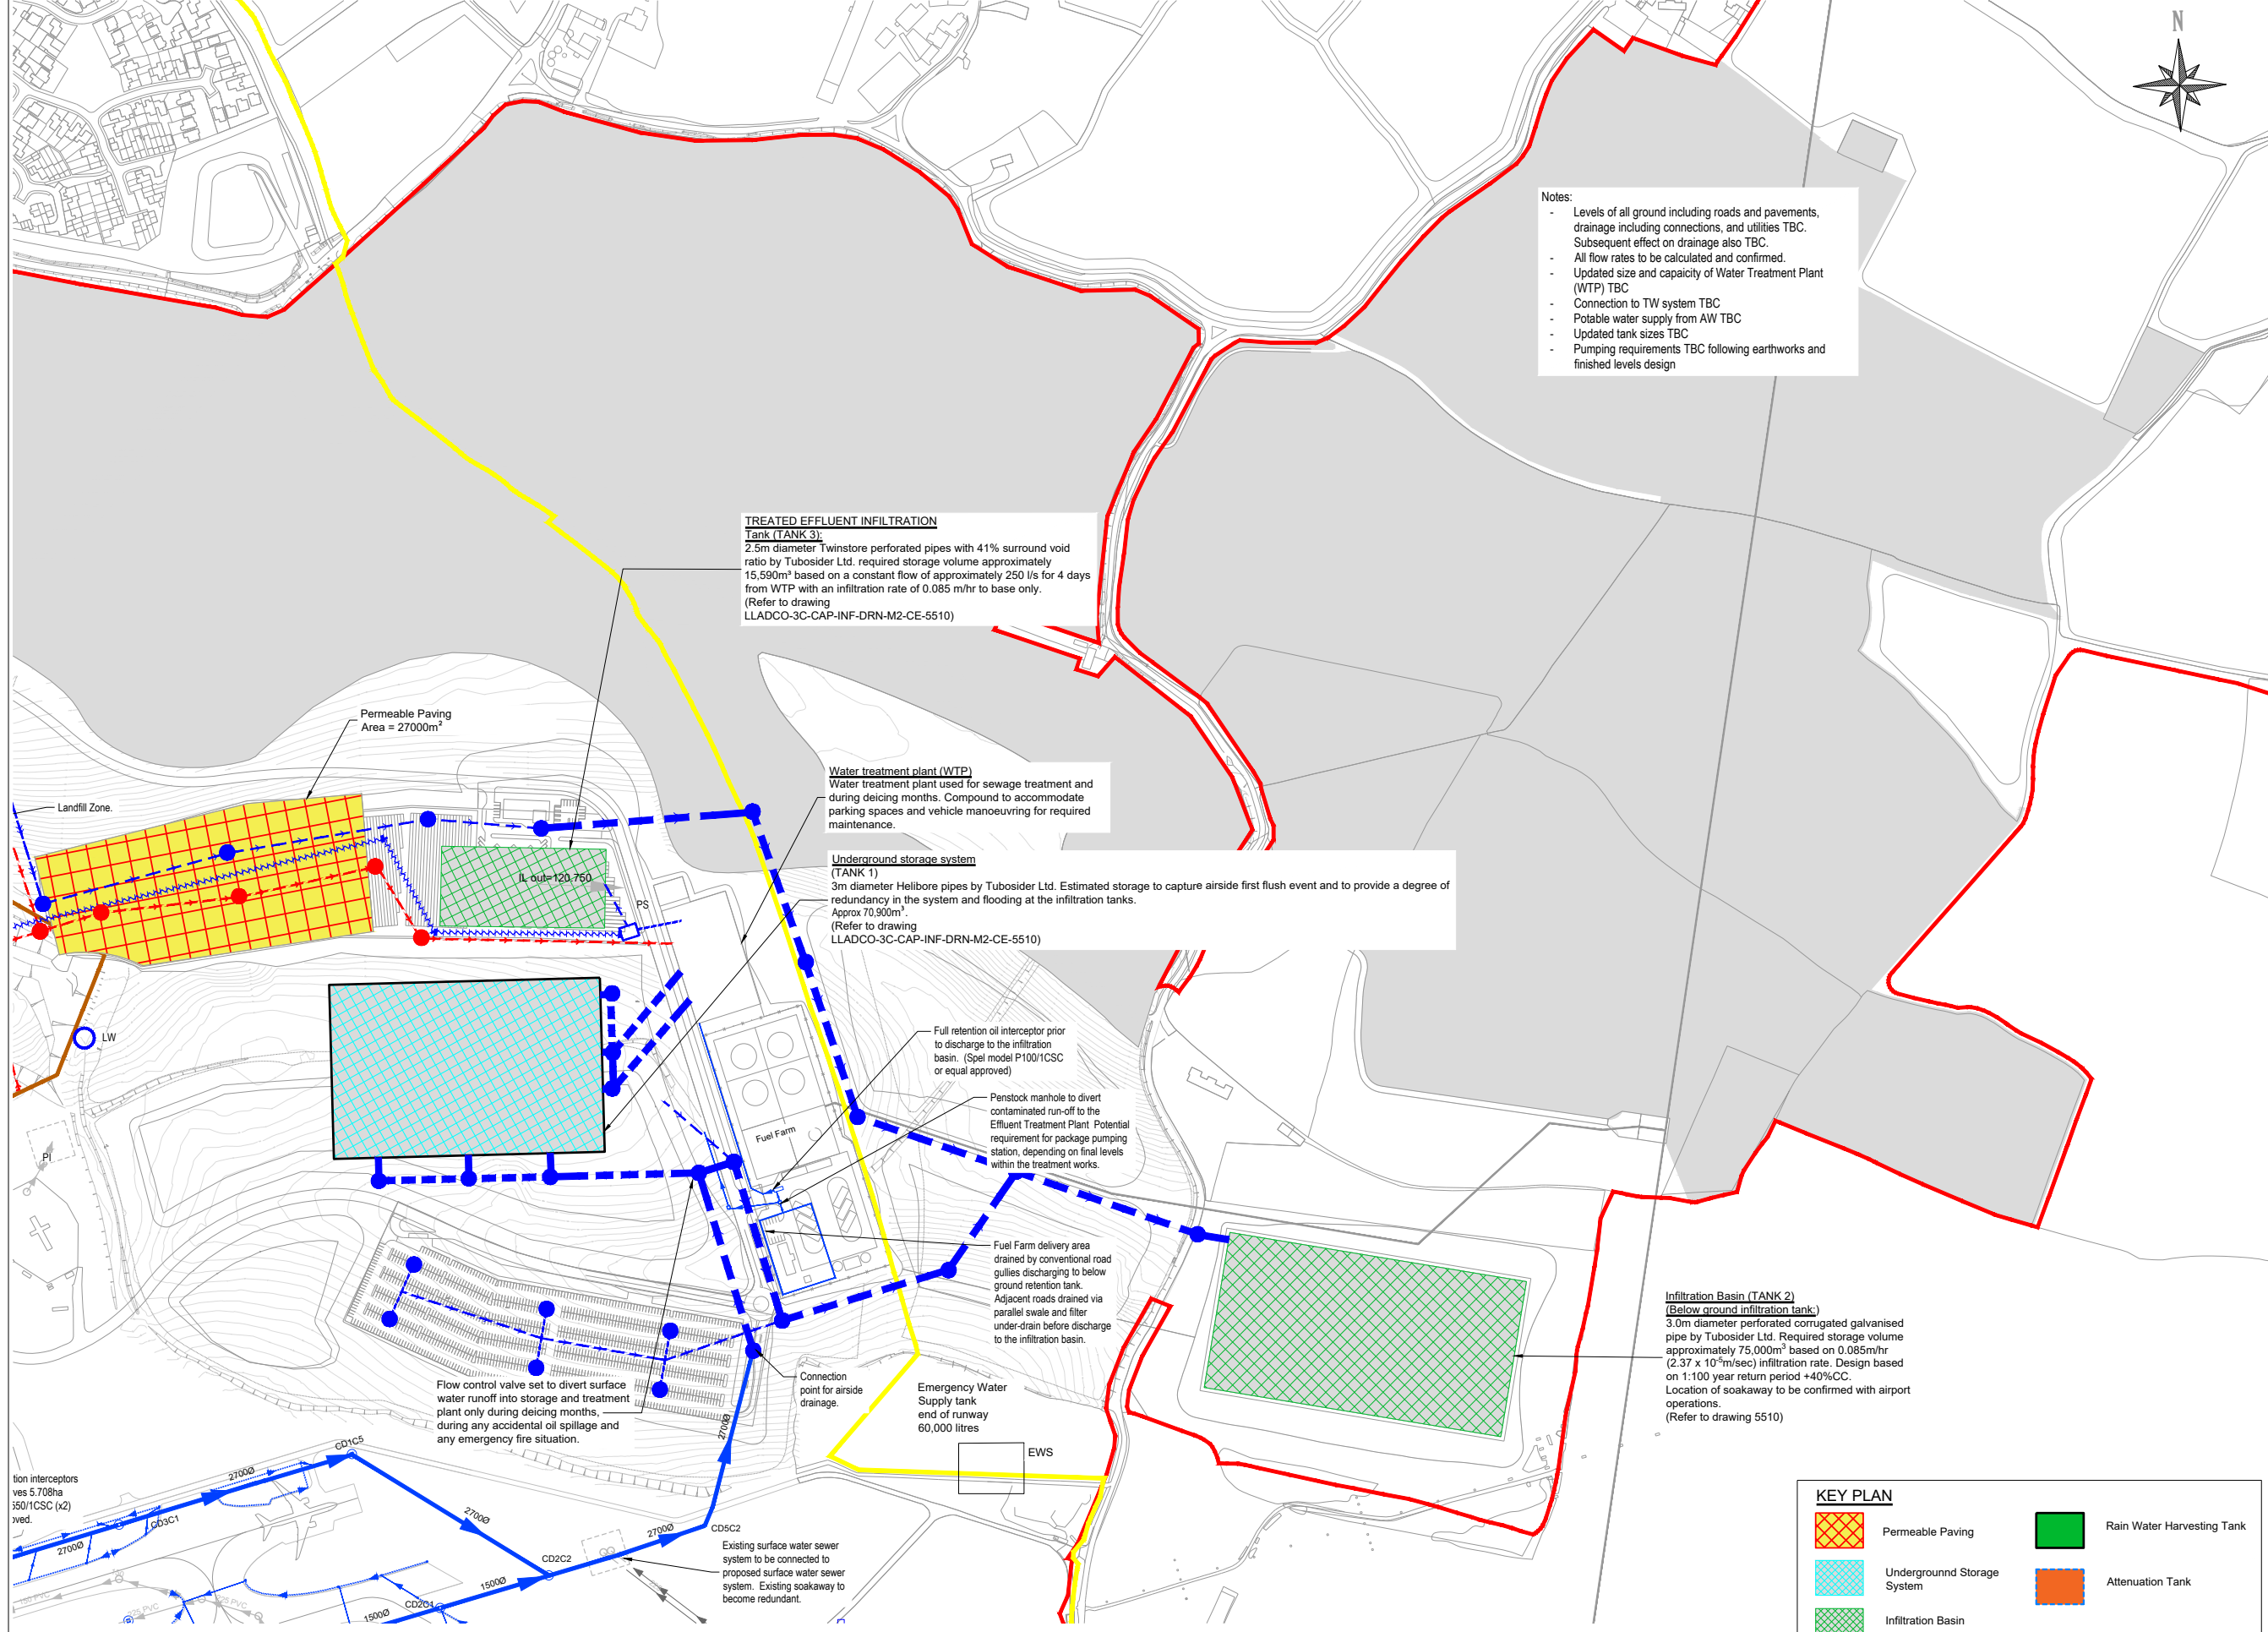 N
Notes:
- Levels of all ground including roads and pavements,
drainage including connections, and utilities TBC.
Subsequent effect on drainage also TBC.
- All flow rates to be calculated and confirmed.
- Updated size and capaicity of Water Treatment Plant
(WTP) TBC
- Connection to TW system TBC
- Potable water supply from AW TBC
- Updated tank sizes TBC
- Pumping requirements TBC following earthworks and
finished levels design
TREATED EFFLUENT INFILTRATION
Tank (TANK 3):
2.5m diameter Twinstore perforated pipes with 41% surround void
ratio by Tubosider Ltd. required storage volume approximately
15,590m³ based on a constant flow of approximately 250 l/s for 4 days
from WTP with an infiltration rate of 0.085 m/hr to base only.
(Refer to drawing
LLADCO-3C-CAP-INF-DRN-M2-CE-5510)
Permeable Paving
Area = 27000m²
Landfill Zone.
Water treatment plant (WTP)
Water treatment plant used for sewage treatment and
during deicing months. Compound to accommodate
parking spaces and vehicle manoeuvring for required
maintenance.
Underground storage system
(TANK 1)
3m diameter Helibore pipes by Tubosider Ltd. Estimated storage to capture airside first flush event and to provide a degree of
redundancy in the system and flooding at the infiltration tanks.
Approx 70,900m³.
(Refer to drawing
LLADCO-3C-CAP-INF-DRN-M2-CE-5510)
IL out=120.750
PS
LW
PI
Full retention oil interceptor prior
to discharge to the infiltration
basin. (Spel model P100/1CSC
or equal approved)
Penstock manhole to divert
contaminated run-off to the
Effluent Treatment Plant Potential
requirement for package pumping
station, depending on final levels
within the treatment works.
Fuel Farm
Fuel Farm delivery area
drained by conventional road
gullies discharging to below
ground retention tank.
Adjacent roads drained via
parallel swale and filter
under-drain before discharge
to the infiltration basin.
Infiltration Basin (TANK 2)
(Below ground infiltration tank:)
3.0m diameter perforated corrugated galvanised
pipe by Tubosider Ltd. Required storage volume
approximately 75,000m³ based on 0.085m/hr
(2.37 x 10⁻⁵m/sec) infiltration rate. Design based
on 1:100 year return period +40%CC.
Location of soakaway to be confirmed with airport
operations.
(Refer to drawing 5510)
Connection
point for airside
drainage.
Emergency Water
Supply tank
end of runway
60,000 litres
EWS
Flow control valve set to divert surface
water runoff into storage and treatment
plant only during deicing months,
during any accidental oil spillage and
any emergency fire situation.
2700Ø
CD1C5
2700Ø
tion interceptors
ves 5.708ha
550/1CSC (x2)
oved.
CD3C1
2700Ø
2700Ø
2700Ø
CD5C2
CD2C2
1500Ø
CD2C1
1500Ø
225 PVC
Existing surface water sewer
system to be connected to
proposed surface water sewer
system. Existing soakaway to
become redundant.
KEY PLAN
Permeable Paving
Rain Water Harvesting Tank
Undergrounnd Storage
System
Attenuation Tank
Infiltration Basin